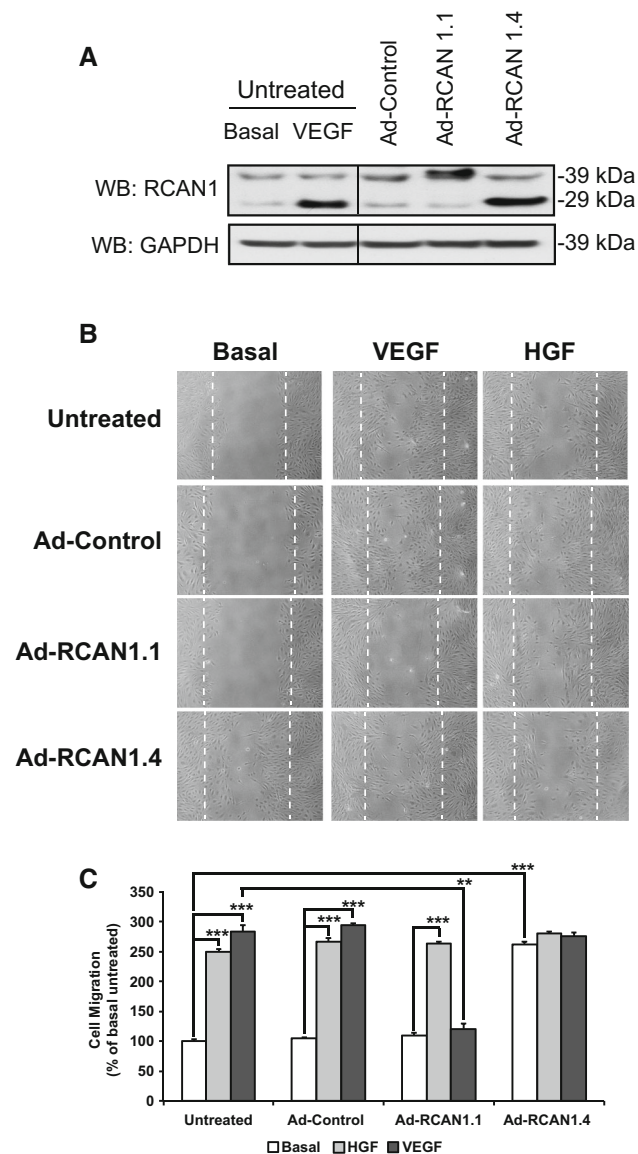 A
Untreated
Basal VEGF
Ad-Control
Ad-RCAN 1.1
Ad-RCAN 1.4
WB: RCAN1
-39 kDa
-29 kDa
WB: GAPDH
-39 kDa
B
Basal VEGF HGF
Untreated
Ad-Control
Ad-RCAN1.1
Ad-RCAN1.4
C
Cell Migration
(% of basal untreated)
350
300
250
200
150
100
50
0
***
***
***
***
***
**
***
Untreated Ad-Control Ad-RCAN1.1 Ad-RCAN1.4
Basal HGF VEGF